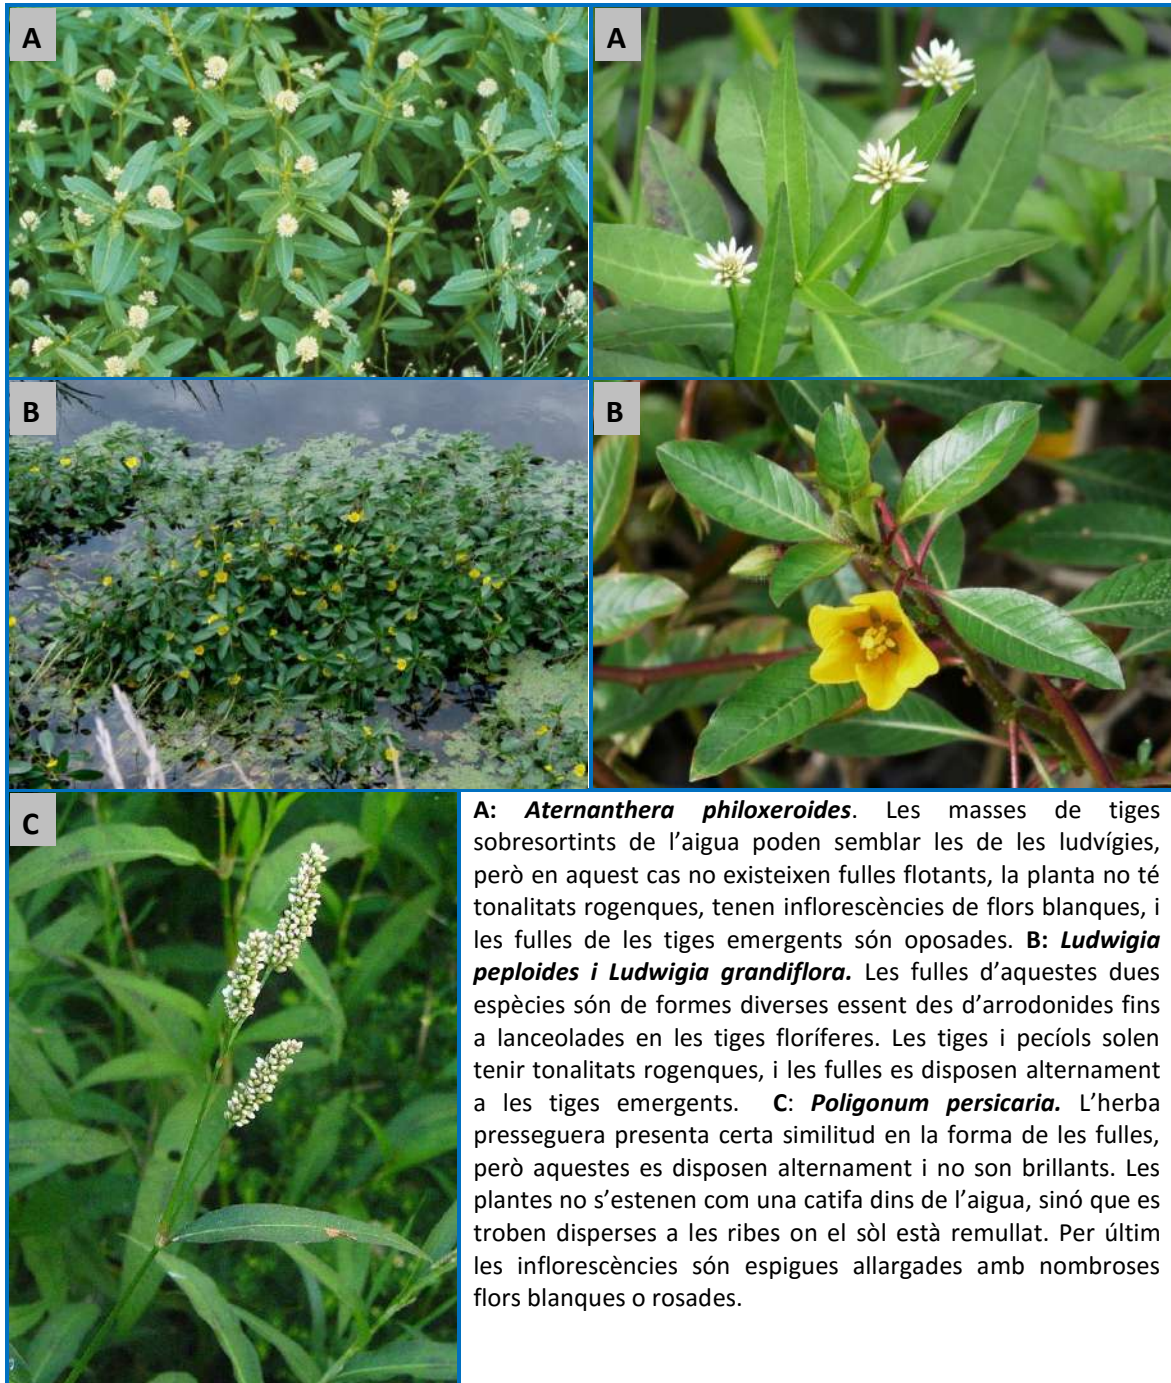 A
A
B
B
C
A: Aternanthera philoxeroides. Les masses de tiges
sobresortints de l'aigua poden semblar les de les ludvígies,
però en aquest cas no existeixen fulles flotants, la planta no té
tonalitats rogenques, tenen inflorescències de flors blanques, i
les fulles de les tiges emergents són oposades. B: Ludwigia
peploides i Ludwigia grandiflora. Les fulles d'aquestes dues
espècies són de formes diverses essent des d'arrodonides fins
a lanceolades en les tiges floríferes. Les tiges i pecíols solen
tenir tonalitats rogenques, i les fulles es disposen alternament
a les tiges emergents. C: Poligonum persicaria. L'herba
presseguera presenta certa similitud en la forma de les fulles,
però aquestes es disposen alternament i no son brillants. Les
plantes no s'estenen com una catifa dins de l'aigua, sinó que es
troben disperses a les ribes on el sòl està remullat. Per últim
les inflorescències són espigues allargades amb nombroses
flors blanques o rosades.